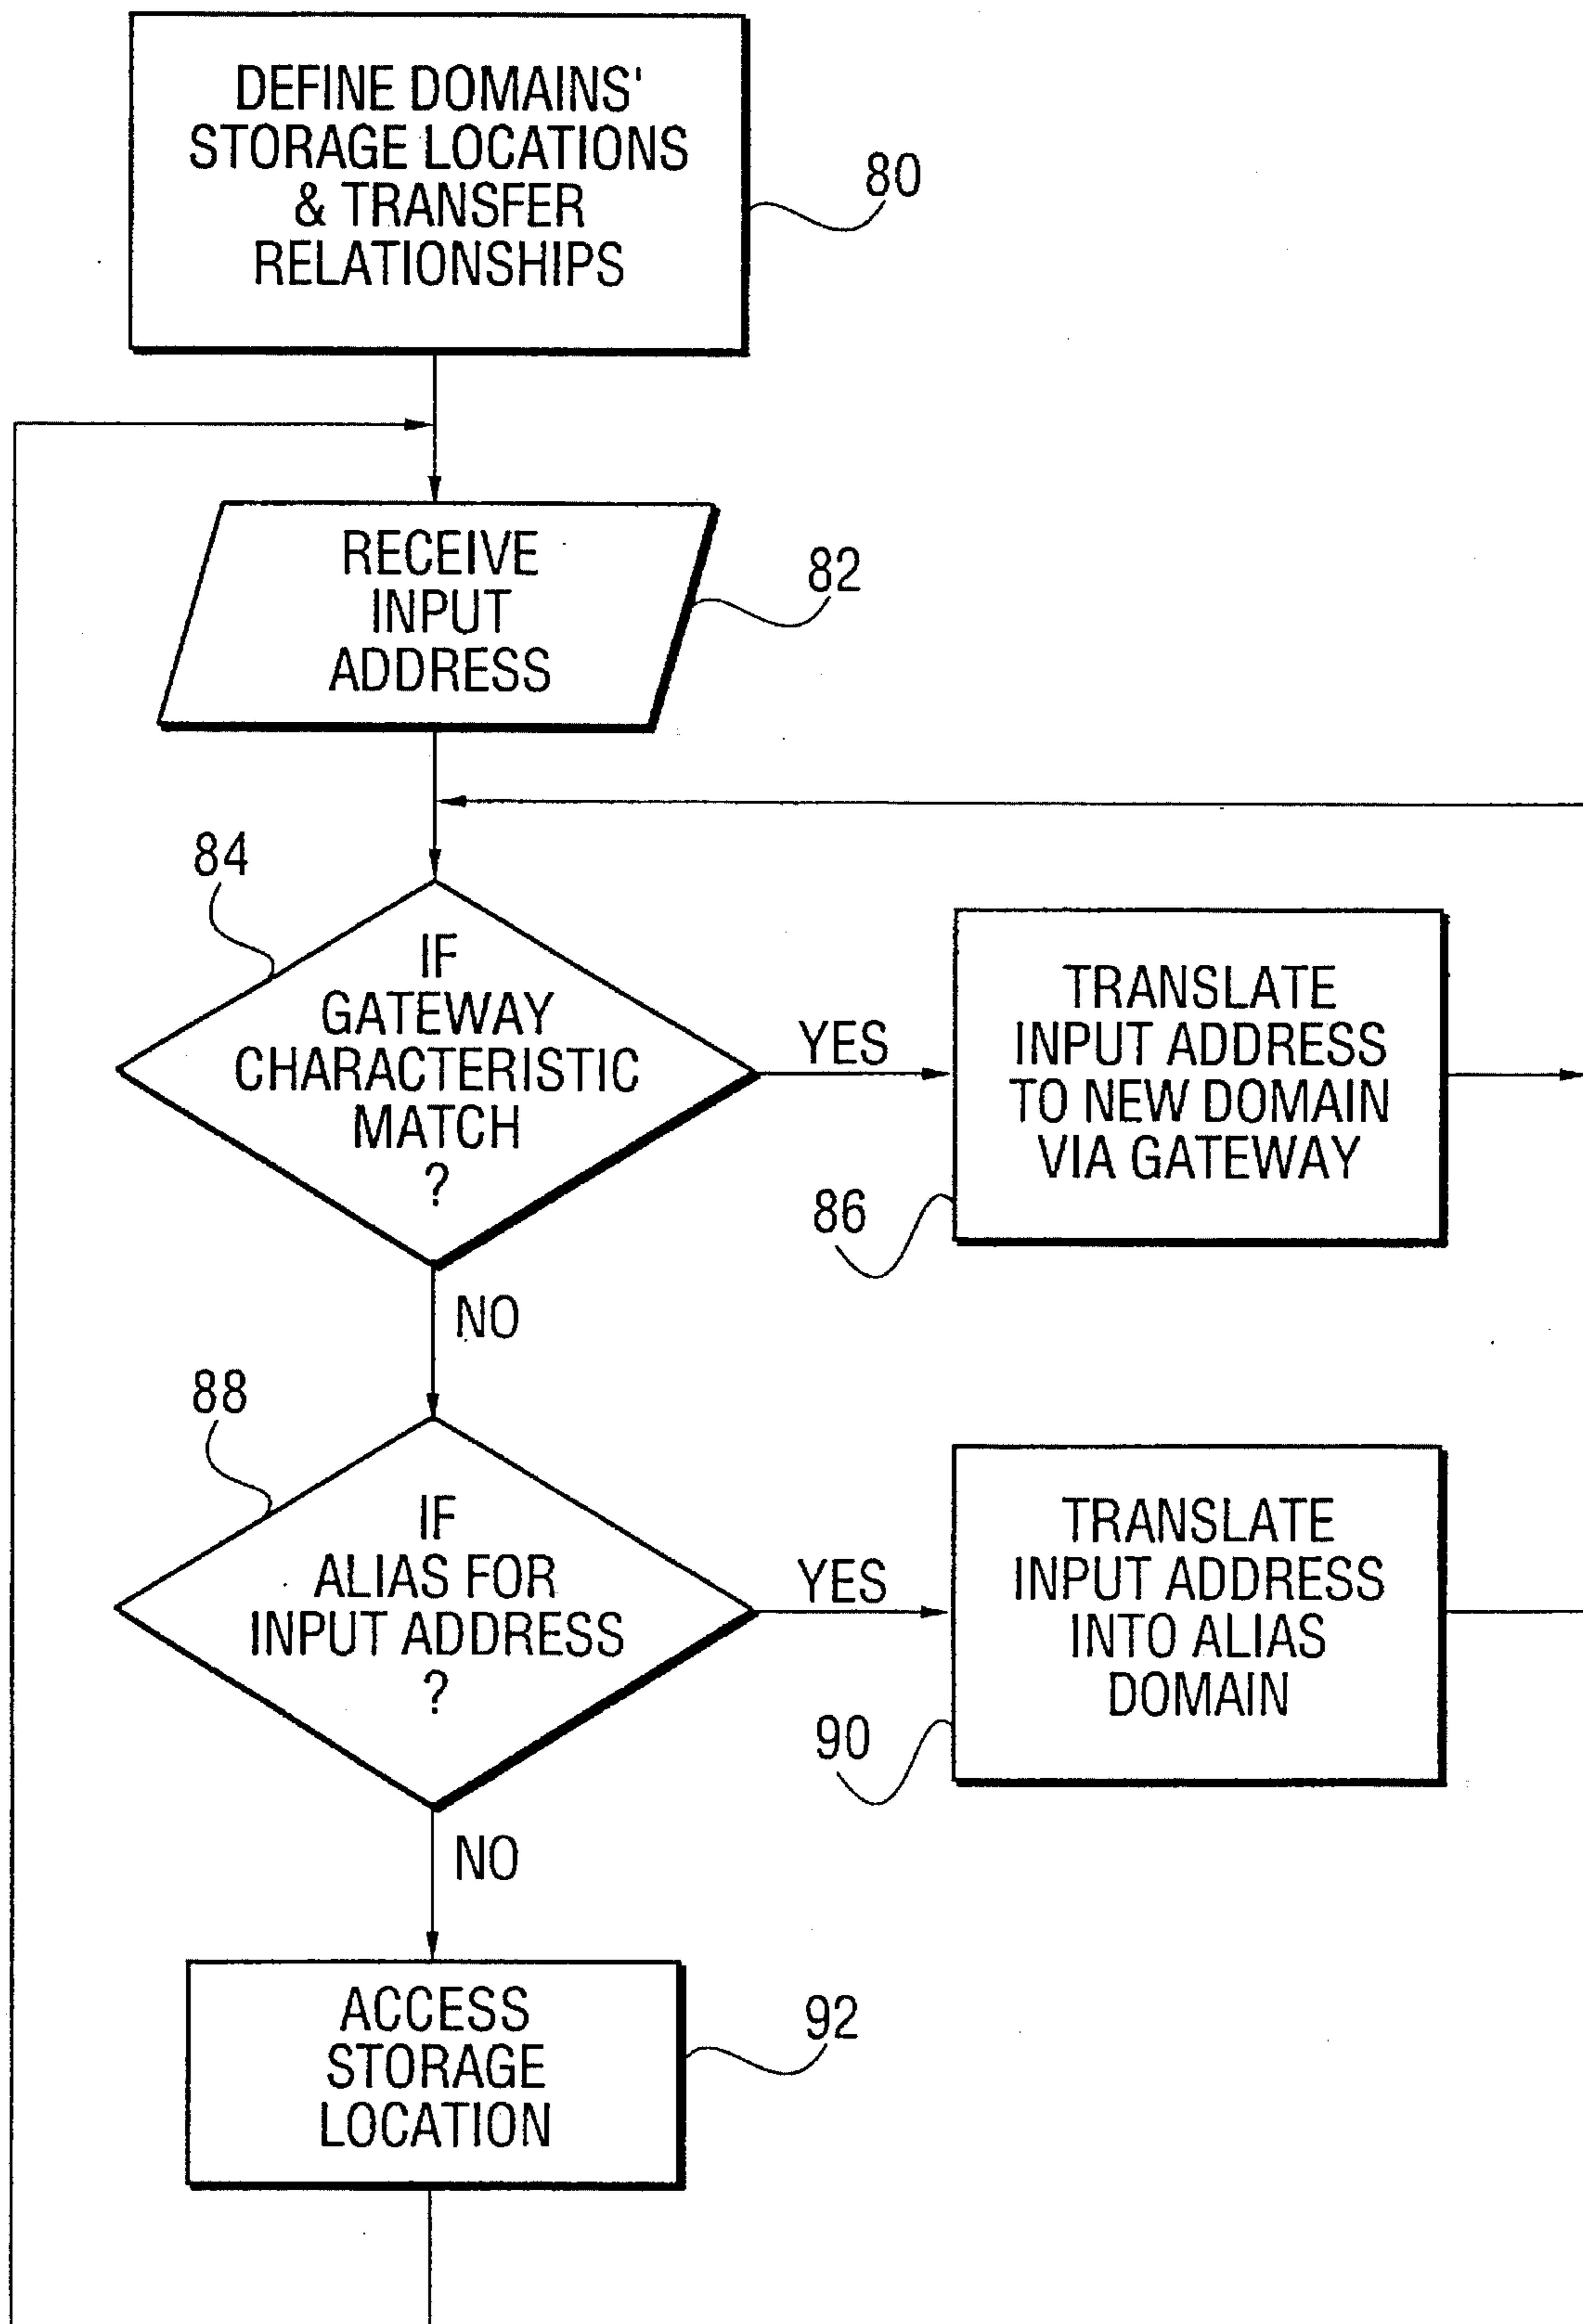 DEFINE DOMAINS'
STORAGE LOCATIONS
& TRANSFER
RELATIONSHIPS
80
RECEIVE
INPUT
ADDRESS
82
84
IF
GATEWAY
CHARACTERISTIC
MATCH
?
YES
TRANSLATE
INPUT ADDRESS
TO NEW DOMAIN
VIA GATEWAY
86
NO
88
IF
ALIAS FOR
INPUT ADDRESS
?
YES
TRANSLATE
INPUT ADDRESS
INTO ALIAS
DOMAIN
90
NO
ACCESS
STORAGE
LOCATION
92